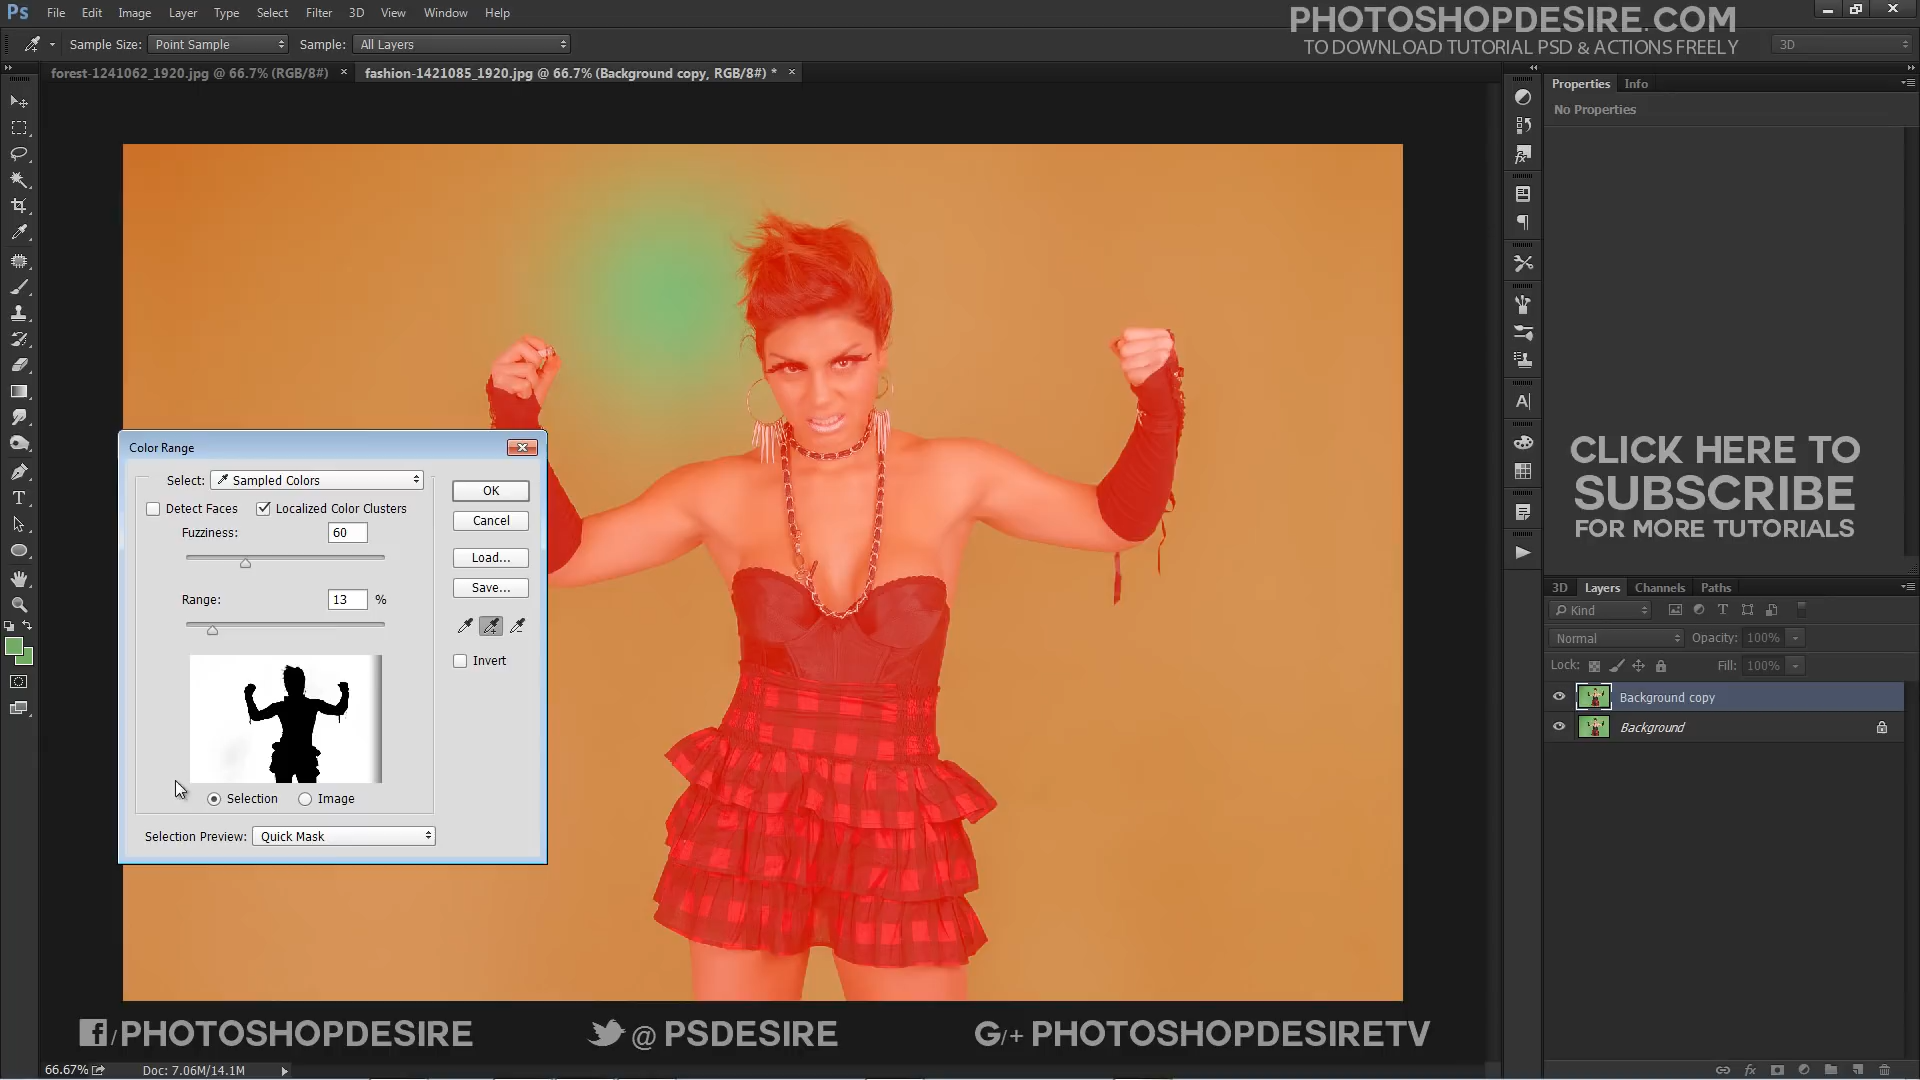 Ps File Edit Image Layer Type Select Filter 3D View Window Help
PHOTOSHOPDESIRE.COM
TO DOWNLOAD TUTORIAL PSD & ACTIONS FREELY
Sample Size: Point Sample Sample: All Layers
3D
forest-1241062_1920.jpg @ 66.7% (RGB/8#) ×
fashion-1421085_1920.jpg @ 66.7% (Background copy, RGB/8#) * ×
Properties Info
No Properties
CLICK HERE TO
SUBSCRIBE
FOR MORE TUTORIALS
Color Range
Select: Sampled Colors
Detect Faces Localized Color Clusters
Fuzziness: 60
Range: 13 %
OK
Cancel
Load...
Save...
Invert
Selection Image
Selection Preview: Quick Mask
3D Layers Channels Paths
Kind
Normal Opacity: 100%
Lock: Fill: 100%
Background copy
Background
/PHOTOSHOPDESIRE
@ PSDESIRE
G/+ PHOTOSHOPDESIRETV
66.67% Doc: 7.06M/14.1M